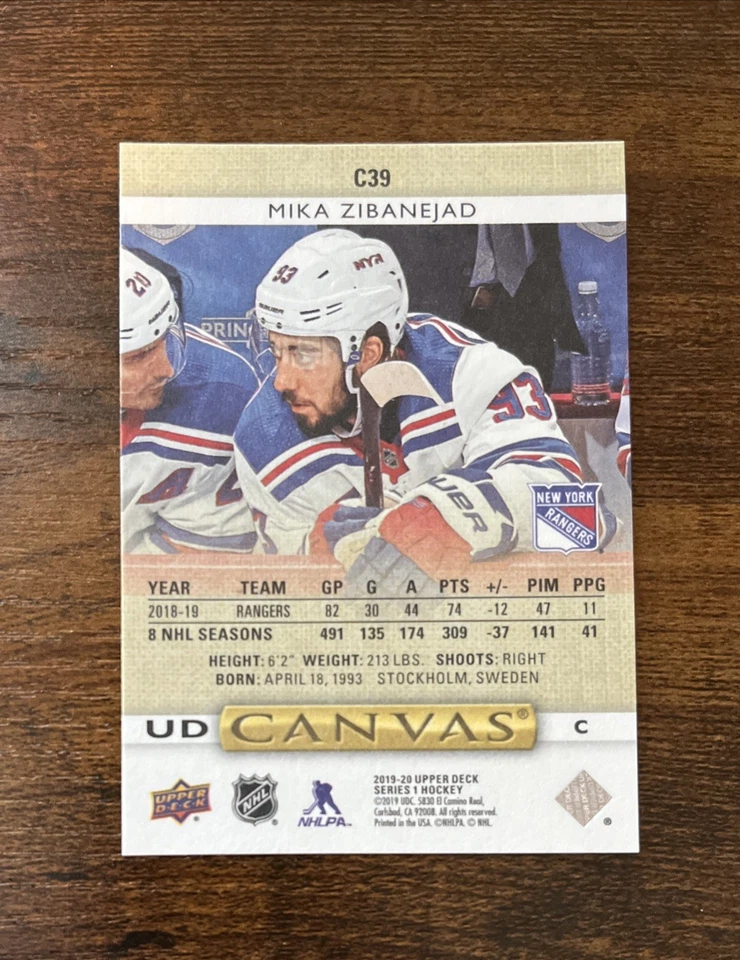 C39
MIKA ZIBANEJAD
20
93
NYR
BAUER
PRIN
93
BAUER
NEW YORK
RANGERS
YEAR TEAM GP G A PTS +/- PIM PPG
2018-19 RANGERS 82 30 44 74 -12 47 11
8 NHL SEASONS 491 135 174 309 -37 141 41
HEIGHT: 6'2" WEIGHT: 213 LBS. SHOOTS: RIGHT
BORN: APRIL 18, 1993 STOCKHOLM, SWEDEN
UD CANVAS® C
UPPER
DECK
®
NHL
®
NHLPA™
2019-20 UPPER DECK
SERIES 1 HOCKEY
©2019 UDC. 5830 El Camino Real,
Carlsbad, CA 92008. All rights reserved.
Printed in the USA. ©NHLPA. © NHL.
®